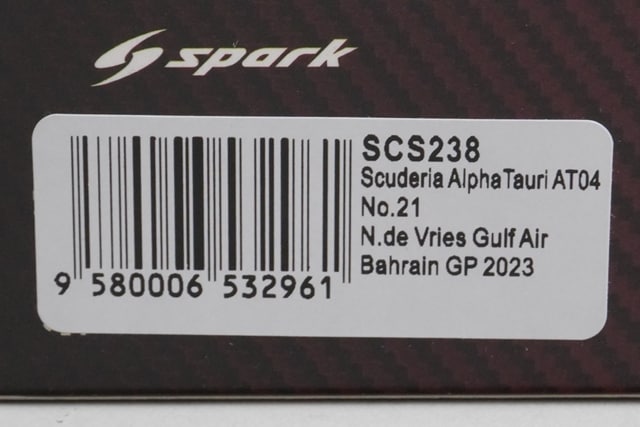 spark
SCS238
Scuderia AlphaTauri AT04
No.21
N.de Vries Gulf Air
Bahrain GP 2023
9 580006 532961